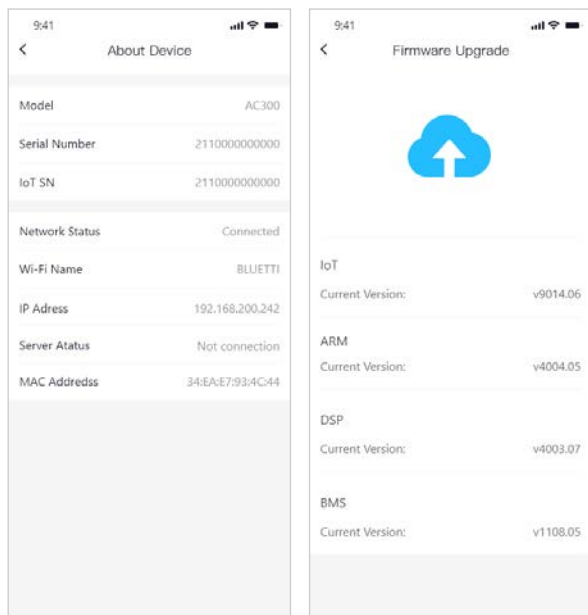 9:41
About Device
Model AC300
Serial Number 2110000000000
IoT SN 2110000000000
Network Status Connected
Wi-Fi Name BLUETTI
IP Adress 192.168.200.242
Server Atatus Not connection
MAC Addredss 34:EA:E7:93:4C:44
9:41
Firmware Upgrade
IoT
Current Version: v9014.06
ARM
Current Version: v4004.05
DSP
Current Version: v4003.07
BMS
Current Version: v1108.05